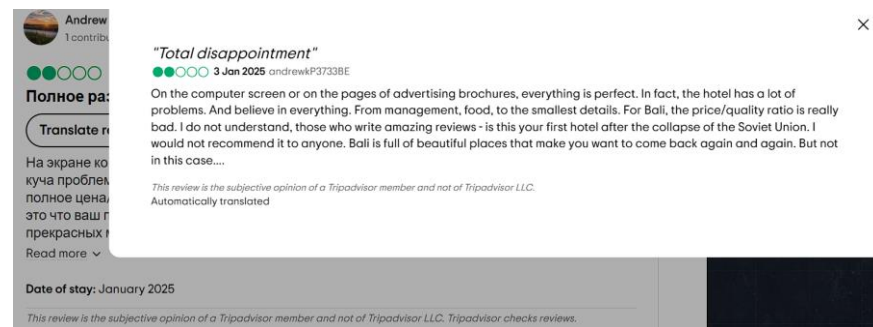 Andrew
1 contribu
"Total disappointment"
3 Jan 2025 andrewkP3733BE
On the computer screen or on the pages of advertising brochures, everything is perfect. In fact, the hotel has a lot of
problems. And believe in everything. From management, food, to the smallest details. For Bali, the price/quality ratio is really
bad. I do not understand, those who write amazing reviews - is this your first hotel after the collapse of the Soviet Union. I
would not recommend it to anyone. Bali is full of beautiful places that make you want to come back again and again. But not
in this case....
This review is the subjective opinion of a Tripadvisor member and not of Tripadvisor LLC.
Automatically translated
Полное ра
Translate r
На экране ко
куча проблем
полное цена
это что ваш
прекрасных
Read more
Date of stay: January 2025
This review is the subjective opinion of a Tripadvisor member and not of Tripadvisor LLC. Tripadvisor checks reviews.